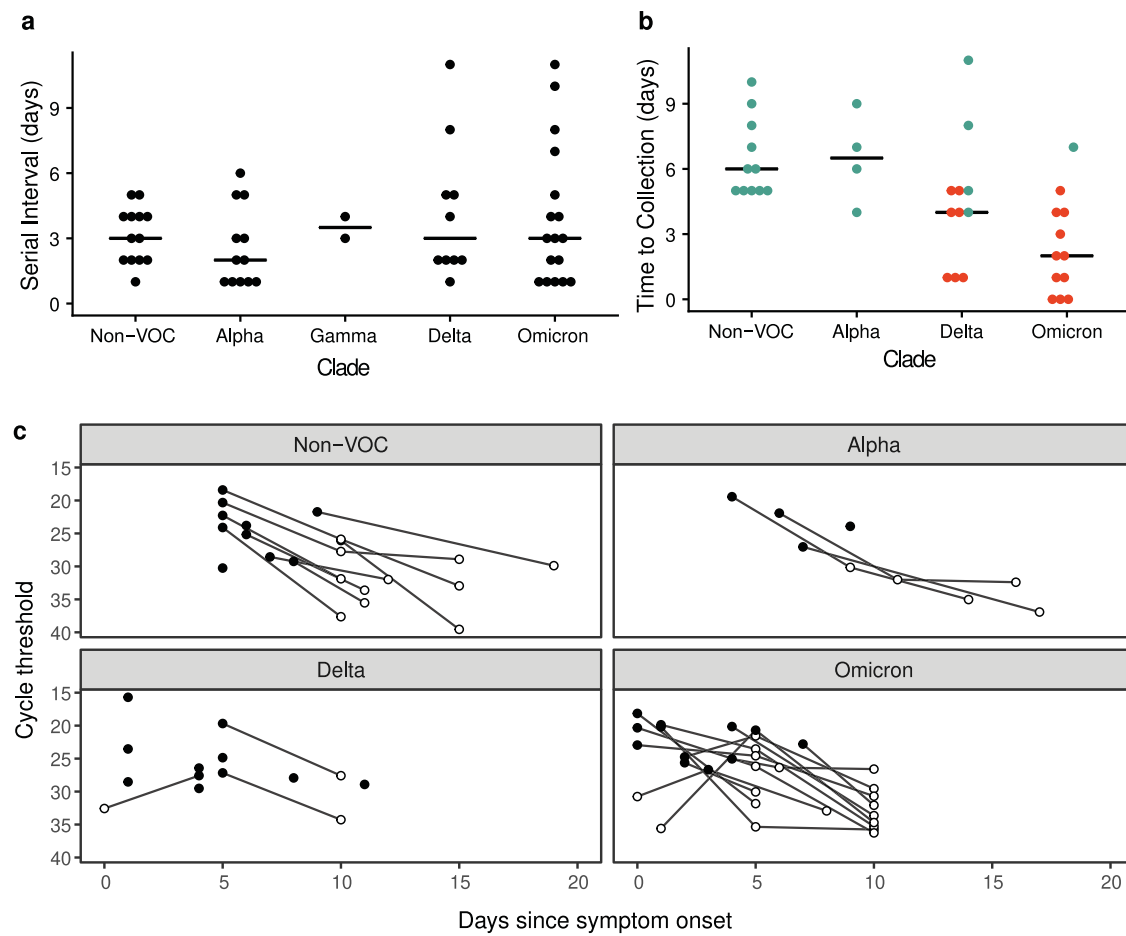 a
Serial Interval (days)
9
6
3
0
Non−VOC Alpha Gamma Delta Omicron
Clade
b
Time to Collection (days)
9
6
3
0
Non−VOC Alpha Delta Omicron
Clade
c
Cycle threshold
Non−VOC
Alpha
15
20
25
30
35
40
Delta
Omicron
15
20
25
30
35
40
0 5 10 15 20
0 5 10 15 20
Days since symptom onset